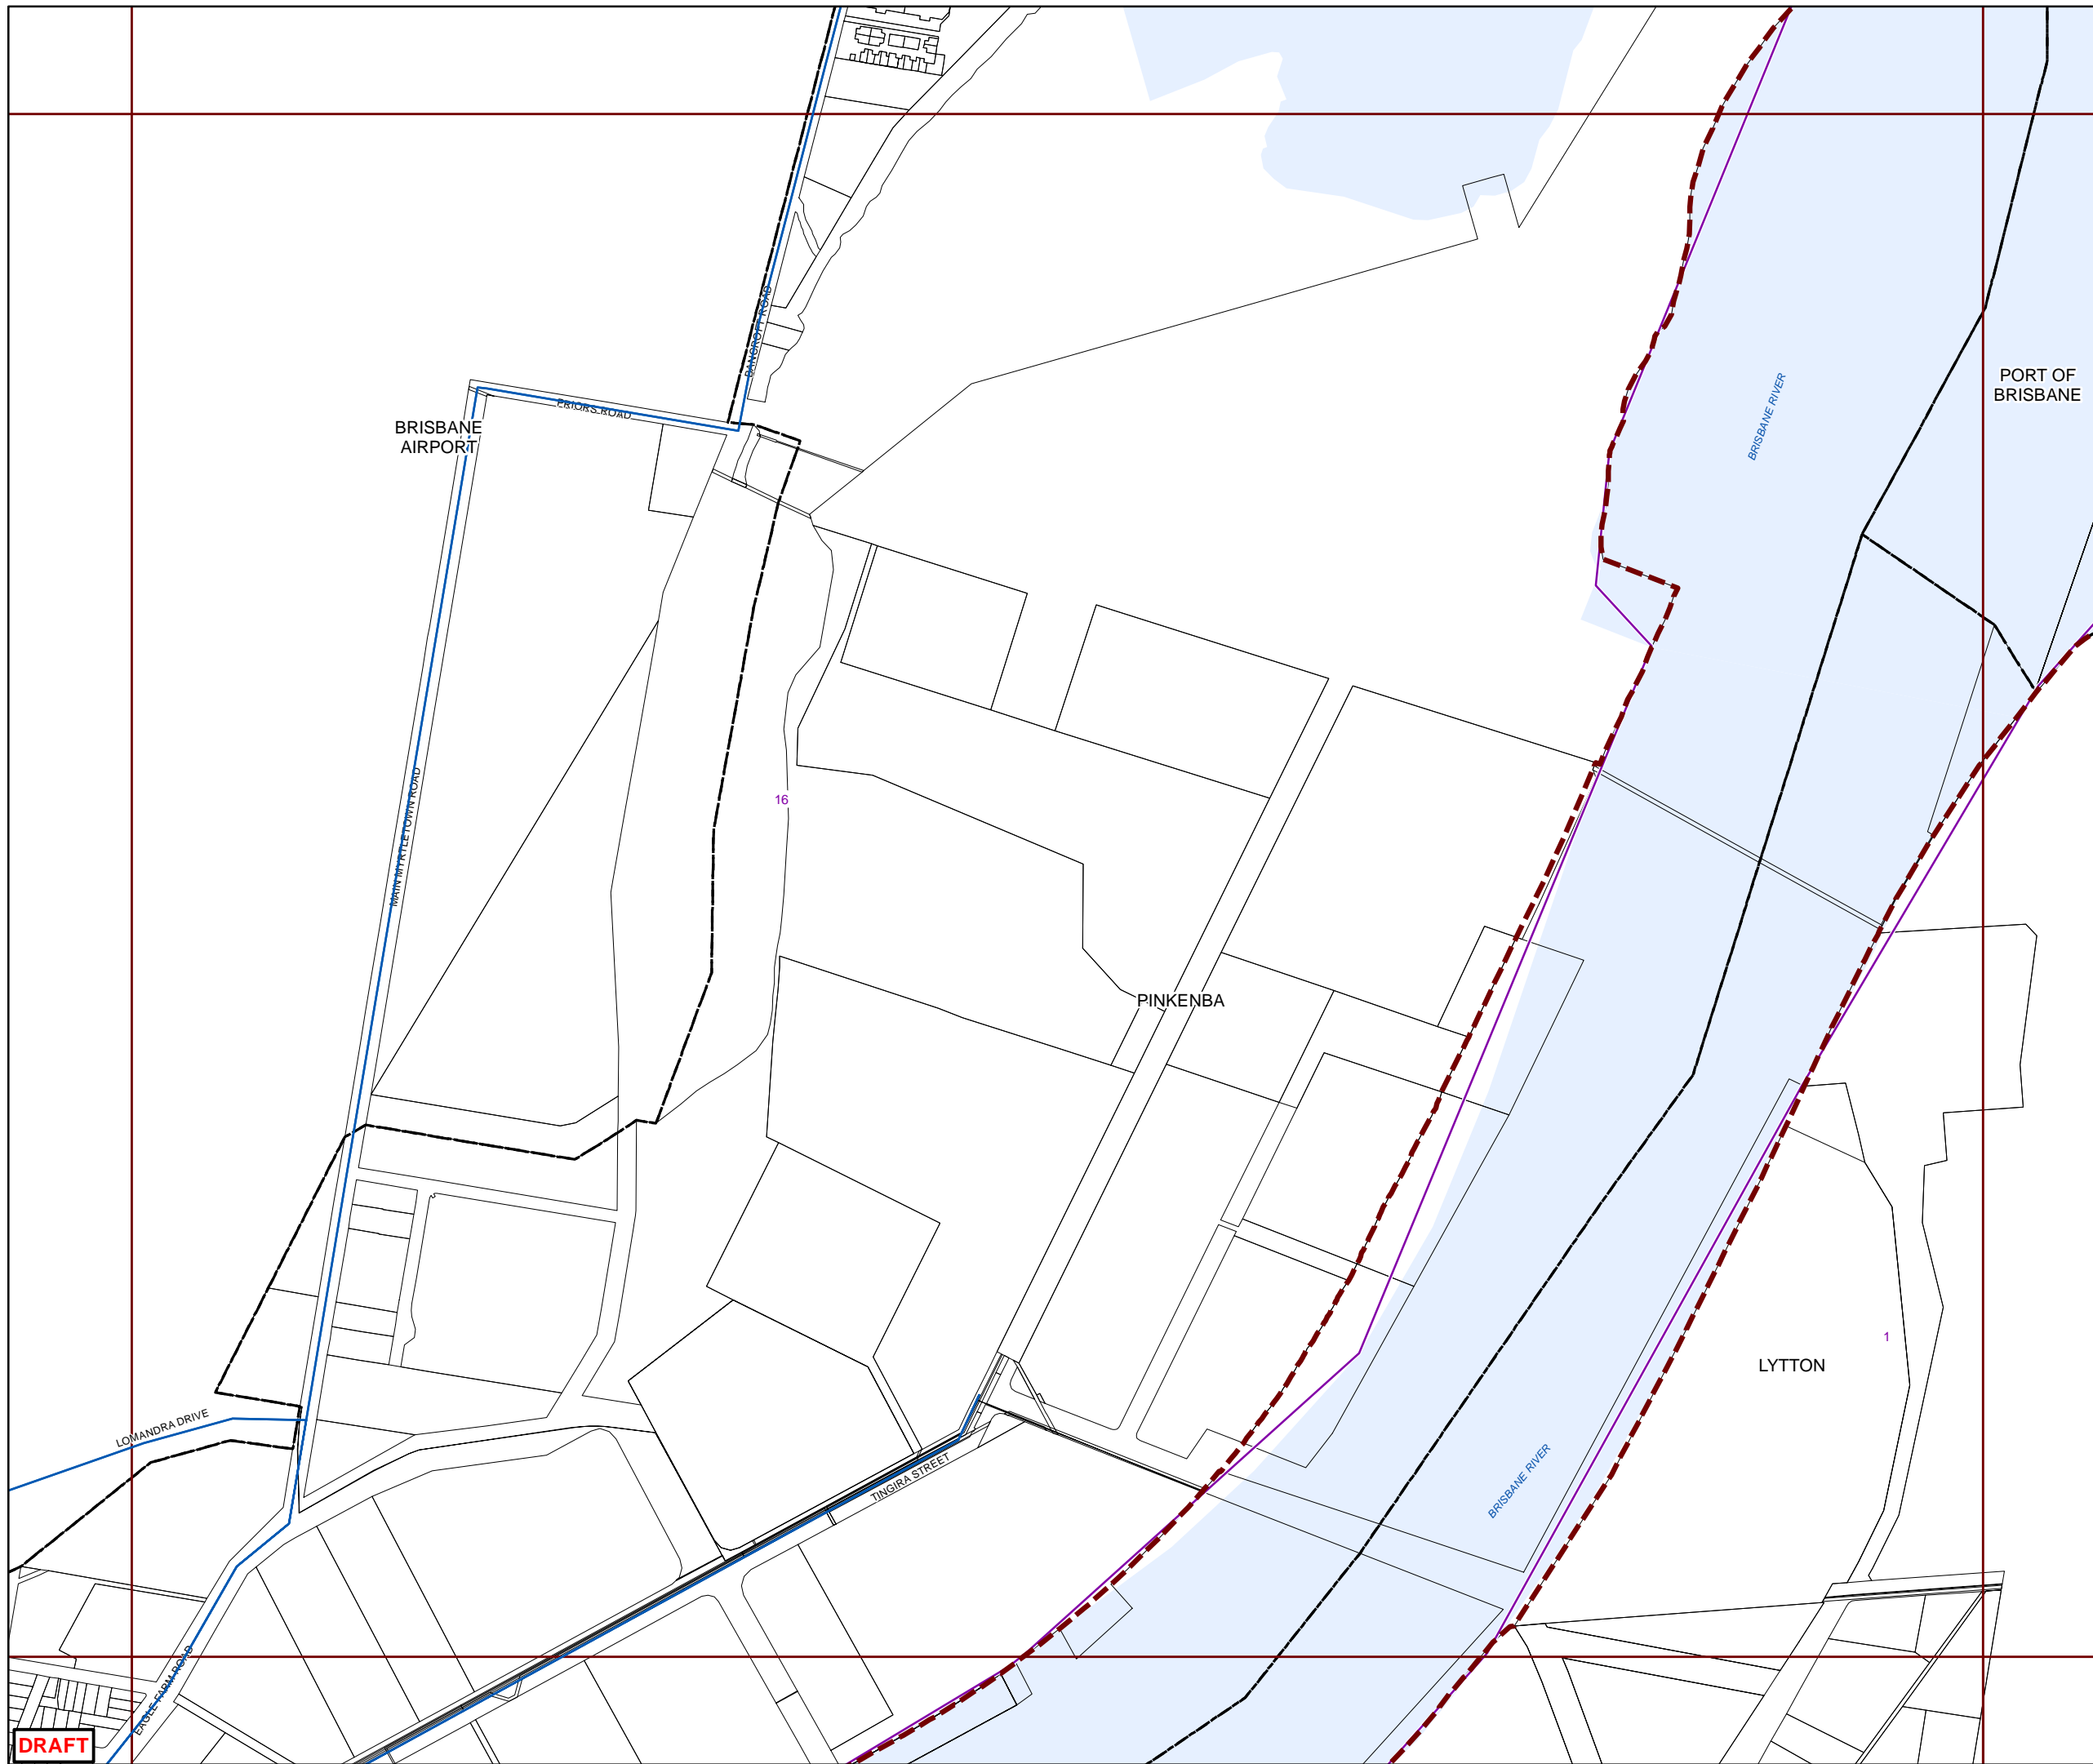 BANCROFT ROAD
PORT OF
BRISBANE
BRISBANE RIVER
PRIORS ROAD
BRISBANE
AIRPORT
MAIN MYRTLETOWN ROAD
16
PINKENBA
1
LYTTON
LOMANDRA DRIVE
TINGIRA STREET
BRISBANE RIVER
EAGLE FARM ROAD
DRAFT